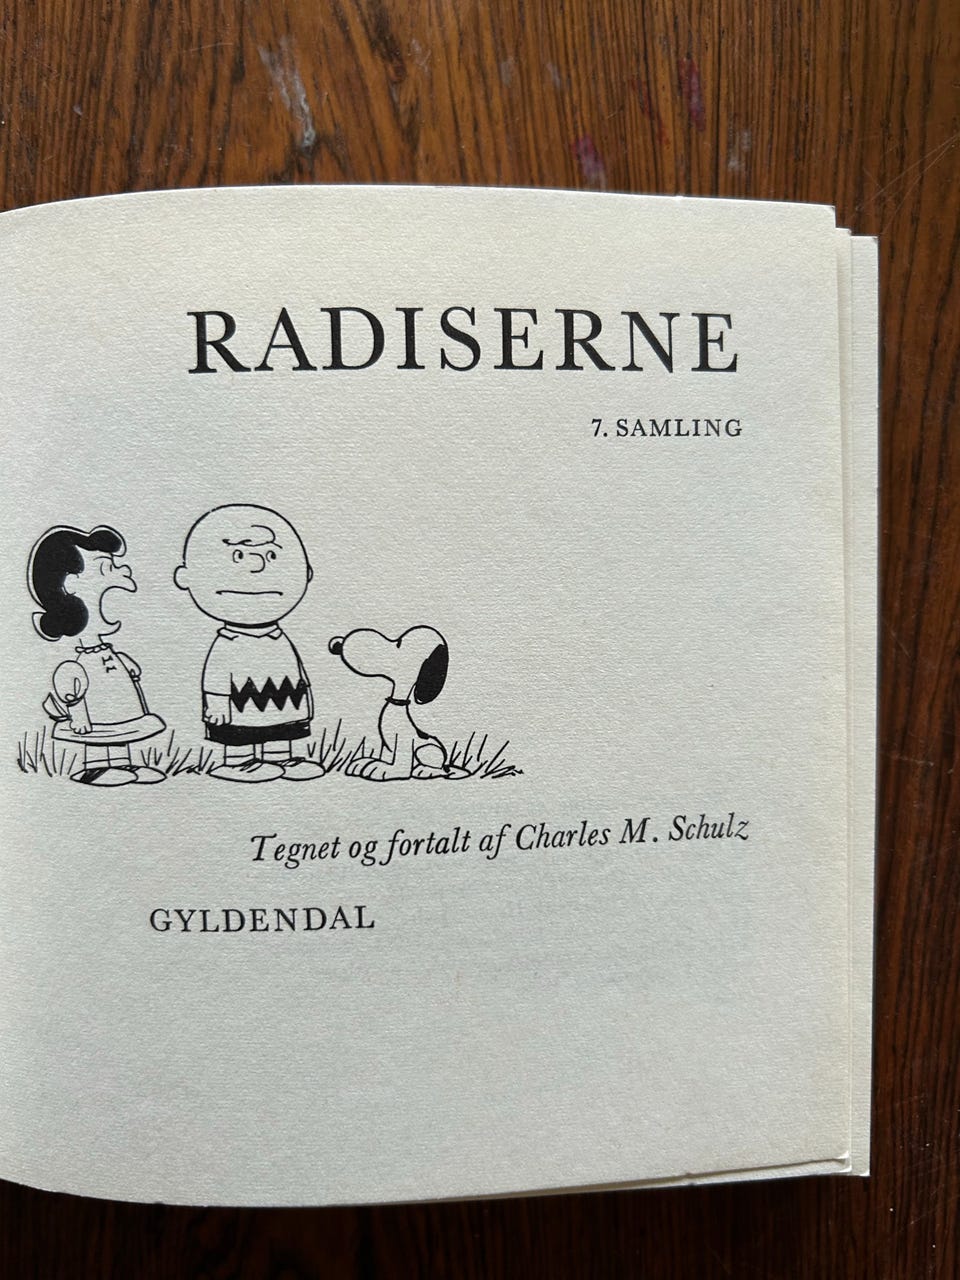 RADISERNE
7. SAMLING
Tegnet og fortalt af Charles M. Schulz
GYLDENDAL